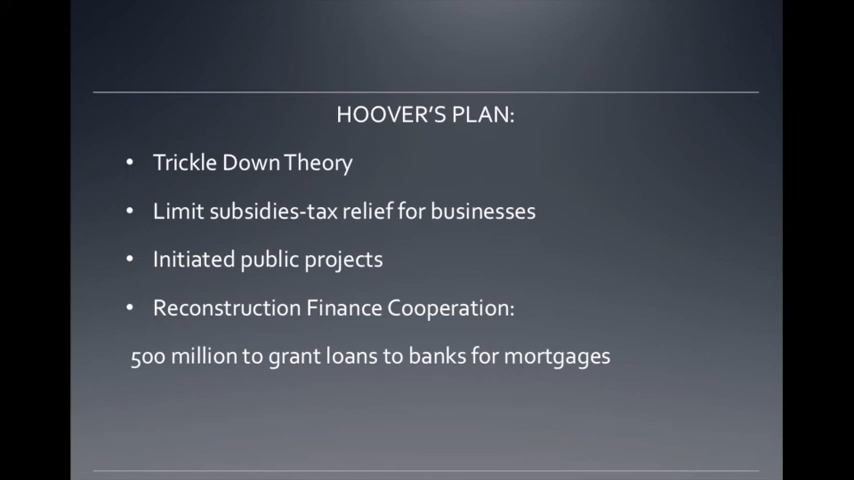 HOOVER'S PLAN:
• Trickle Down Theory
• Limit subsidies-tax relief for businesses
• Initiated public projects
• Reconstruction Finance Cooperation:
500 million to grant loans to banks for mortgages